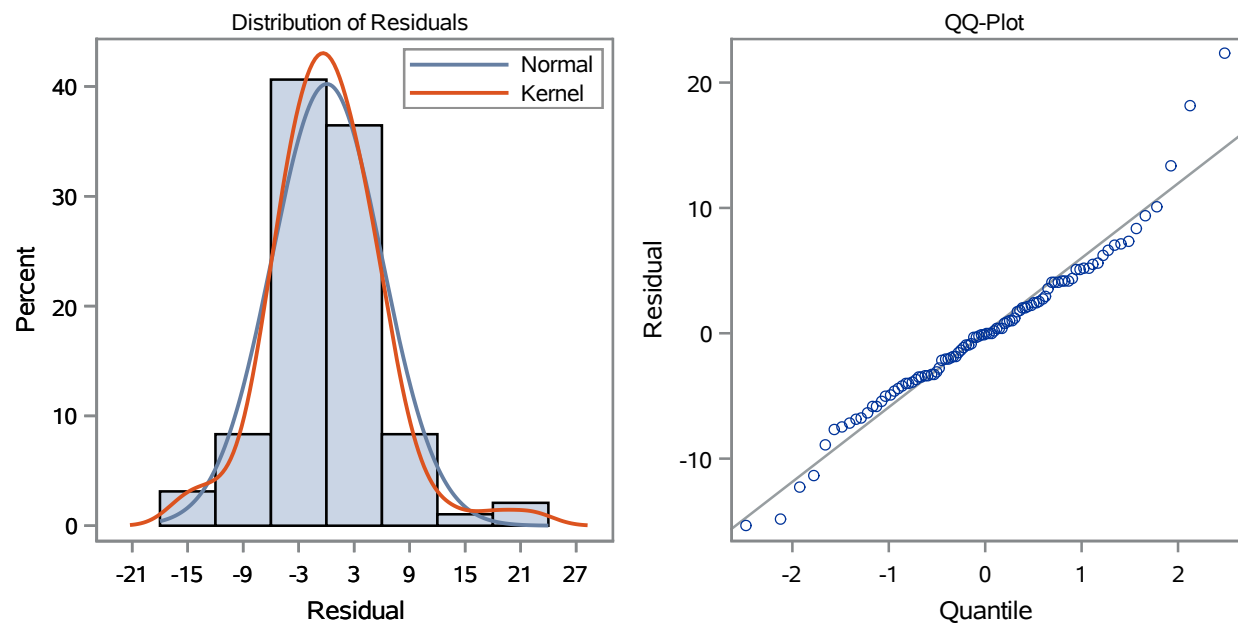 Distribution of Residuals
Normal
Kernel
Percent
40
30
20
10
0
-21 -15 -9 -3 3 9 15 21 27
Residual
QQ-Plot
Residual
20
10
0
-10
-2 -1 0 1 2
Quantile